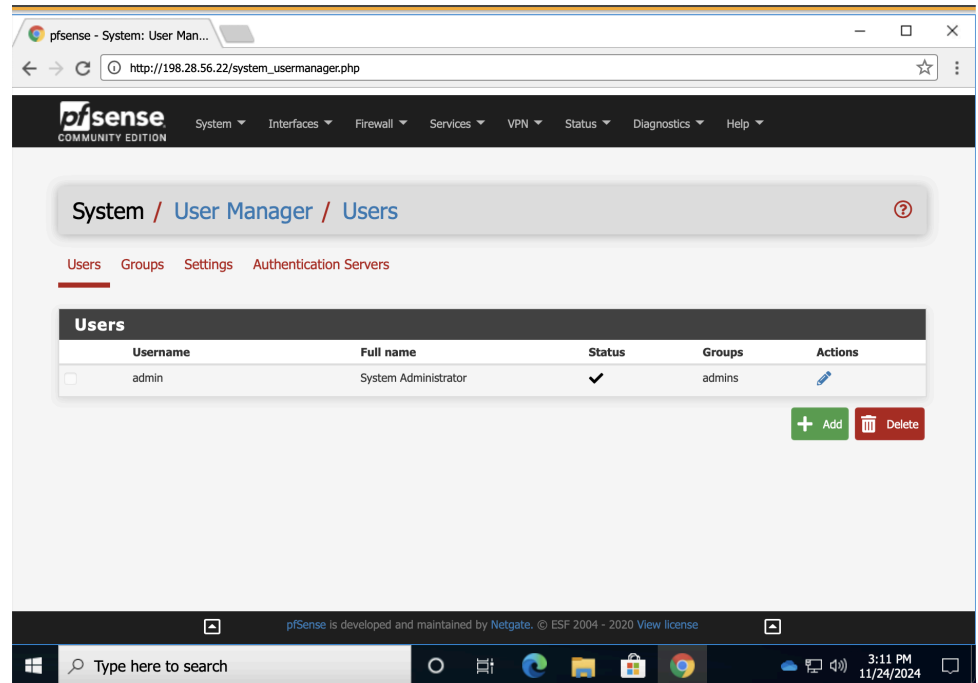 pfsense - System: User Man...
http://198.28.56.22/system_usermanager.php
pfsense
COMMUNITY EDITION
System Interfaces Firewall Services VPN Status Diagnostics Help
System / User Manager / Users
Users Groups Settings Authentication Servers
Users
Username Full name Status Groups Actions
admin System Administrator admins
Add Delete
pfSense is developed and maintained by Netgate. © ESF 2004 - 2020 View license
Type here to search
3:11 PM
11/24/2024